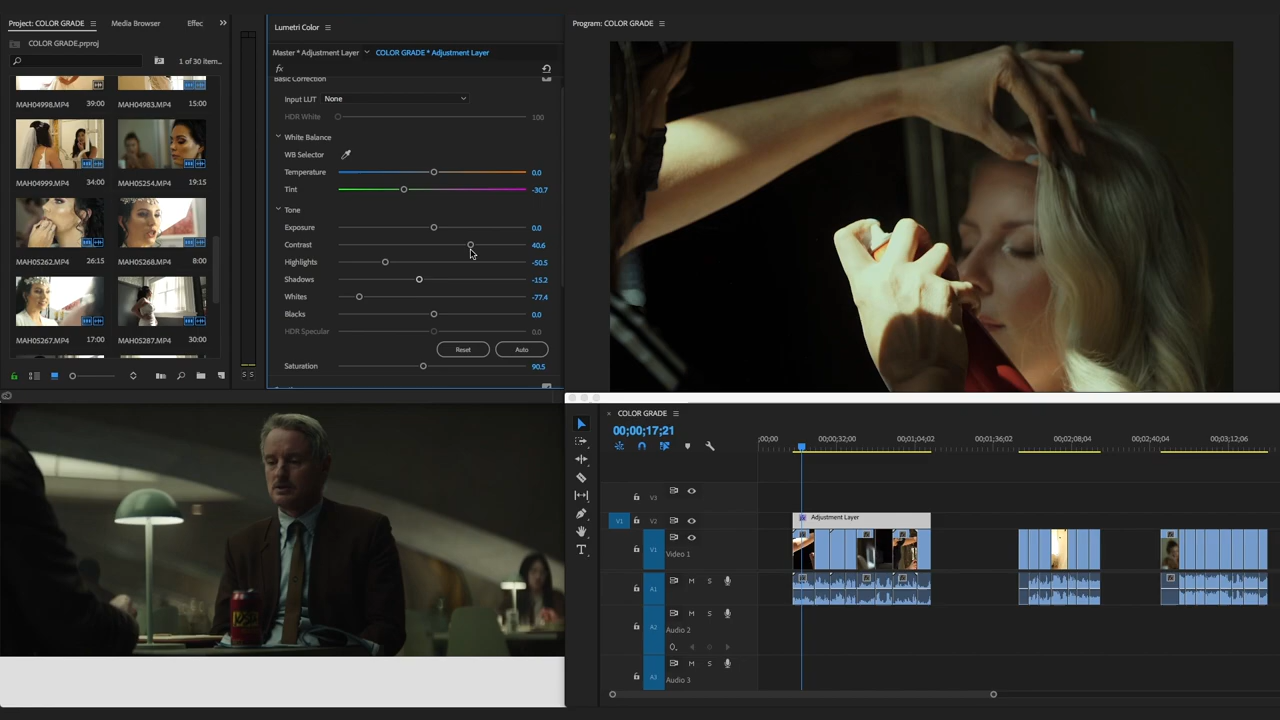 Project: COLOR GRADE
Media Browser
Effec
COLOR GRADE.prproj
1 of 30 item...
MAH04998.MP4 39:00
MAH04983.MP4 15:00
MAH04999.MP4 34:00
MAH05254.MP4 19:15
MAH05262.MP4 26:15
MAH05268.MP4 8:00
MAH05267.MP4 17:00
MAH05287.MP4 30:00
S S
Lumetri Color
Master * Adjustment Layer
COLOR GRADE * Adjustment Layer
fx
Basic Correction
Input LUT None
HDR White 100
White Balance
WB Selector
Temperature 0.0
Tint -30.7
Tone
Exposure 0.0
Contrast 40.6
Highlights -50.5
Shadows -15.2
Whites -77.4
Blacks 0.0
HDR Specular 0.0
Reset Auto
Saturation 90.5
Program: COLOR GRADE
× COLOR GRADE
00;00;17;21
;00;00 00;00;32;00 00;01;04;02 00;01;36;02 00;02;08;04 00;02;40;04 00;03;12;06
V3
V1 V2
Adjustment Layer
V1 Video 1
A1 M S
A2 M S
Audio 2
A3 M S
Audio 3